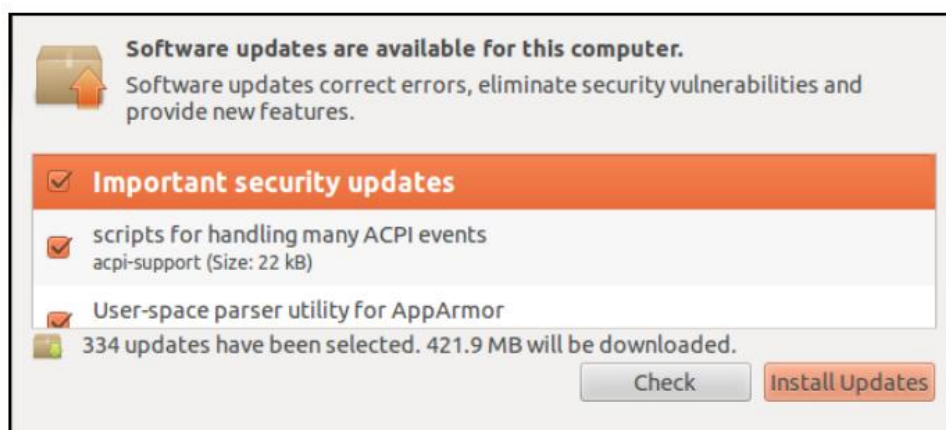 Software updates are available for this computer.
Software updates correct errors, eliminate security vulnerabilities and
provide new features.
Important security updates
scripts for handling many ACPI events
acpi-support (Size: 22 kB)
User-space parser utility for AppArmor
334 updates have been selected. 421.9 MB will be downloaded.
Check
Install Updates